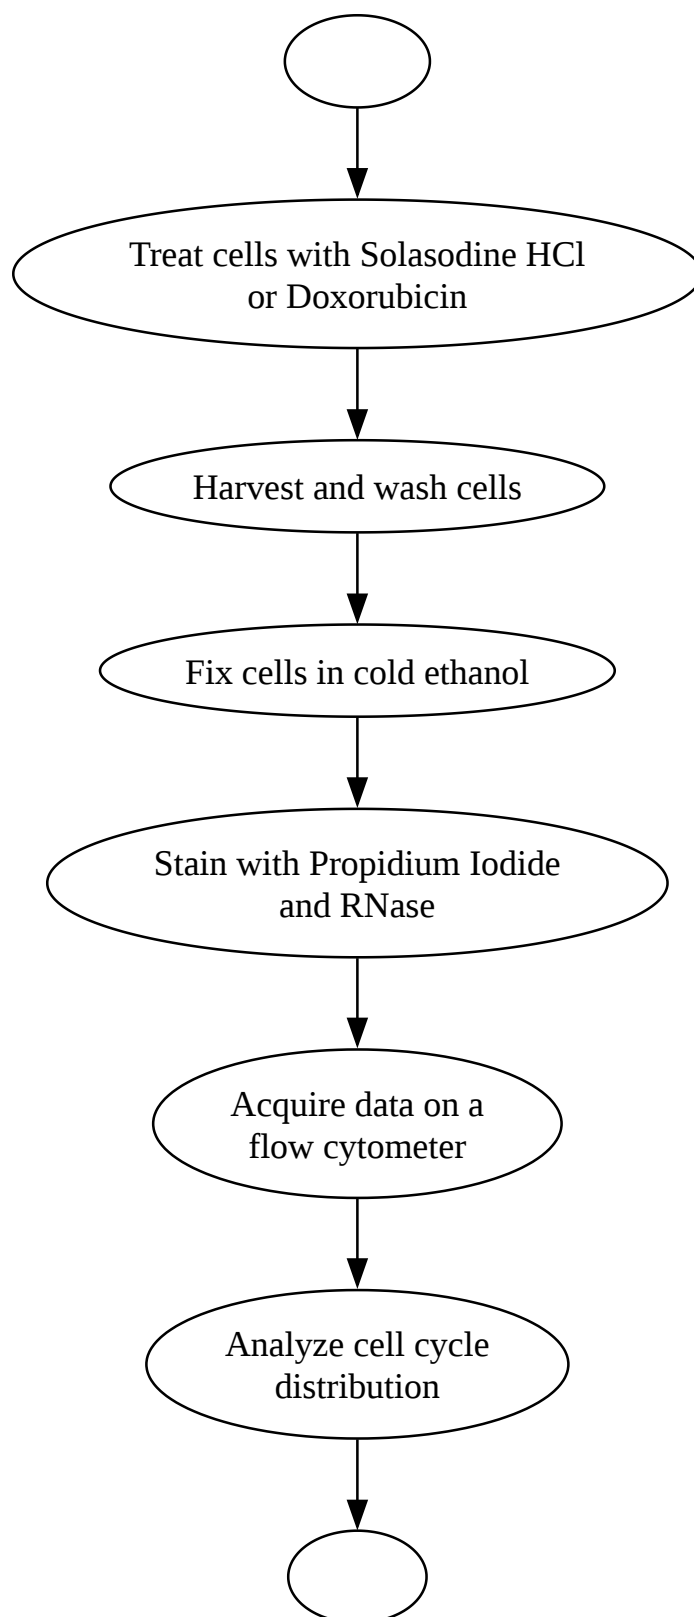 Treat cells with Solasodine HCl
or Doxorubicin
Harvest and wash cells
Fix cells in cold ethanol
Stain with Propidium Iodide
and RNase
Acquire data on a
flow cytometer
Analyze cell cycle
distribution